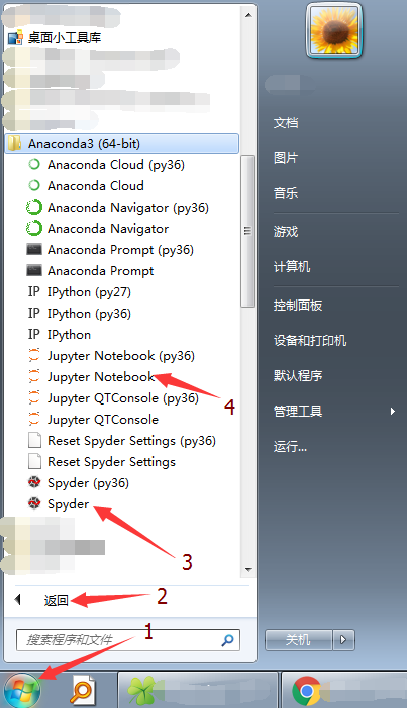 桌面小工具库
Anaconda3 (64-bit)
Anaconda Cloud (py36)
Anaconda Cloud
Anaconda Navigator (py36)
Anaconda Navigator
Anaconda Prompt (py36)
Anaconda Prompt
IP IPython (py27)
IP IPython (py36)
IP IPython
Jupyter Notebook (py36)
Jupyter Notebook
4
Jupyter QTConsole (py36)
Jupyter QTConsole
Reset Spyder Settings (py36)
Reset Spyder Settings
Spyder (py36)
Spyder
3
返回
2
搜索程序和文件
1
文档
图片
音乐
游戏
计算机
控制面板
设备和打印机
默认程序
管理工具
运行...
关机